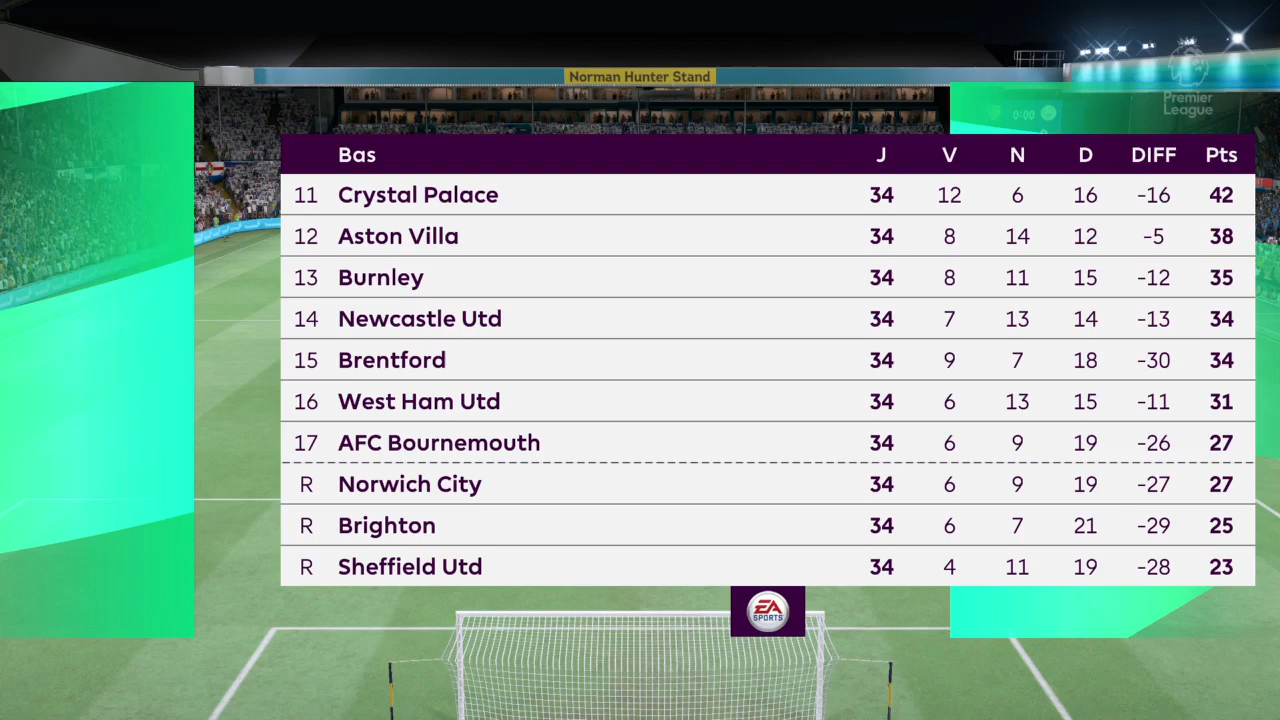 Norman Hunter Stand
Premier League
0:00
Bas J V N D DIFF Pts
11 Crystal Palace 34 12 6 16 -16 42
12 Aston Villa 34 8 14 12 -5 38
13 Burnley 34 8 11 15 -12 35
14 Newcastle Utd 34 7 13 14 -13 34
15 Brentford 34 9 7 18 -30 34
16 West Ham Utd 34 6 13 15 -11 31
17 AFC Bournemouth 34 6 9 19 -26 27
R Norwich City 34 6 9 19 -27 27
R Brighton 34 6 7 21 -29 25
R Sheffield Utd 34 4 11 19 -28 23
EA SPORTS